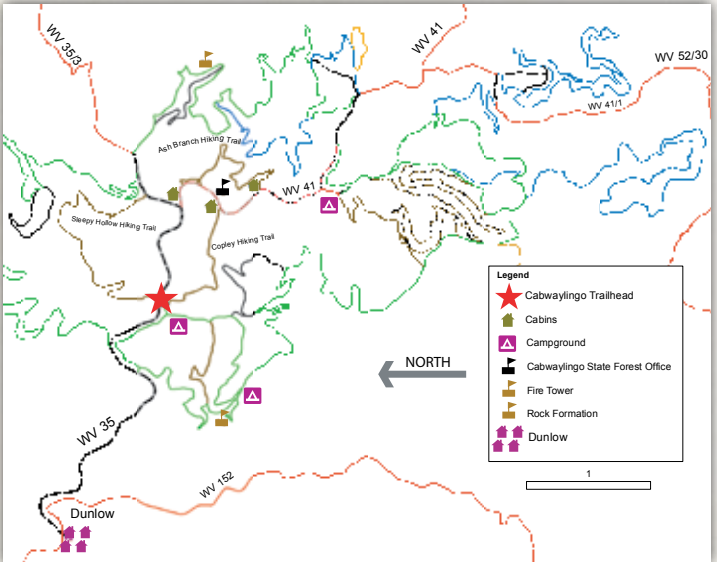 WV 35/3
WV 41
WV 52/30
WV 41/1
Ash Branch Hiking Trail
WV 41
Sleepy Hollow Hiking Trail
Copley Hiking Trail
Legend
Cabwaylingo Trailhead
Cabins
Campground
Cabwaylingo State Forest Office
Fire Tower
Rock Formation
Dunlow
NORTH
1
WV 35
WV 152
Dunlow